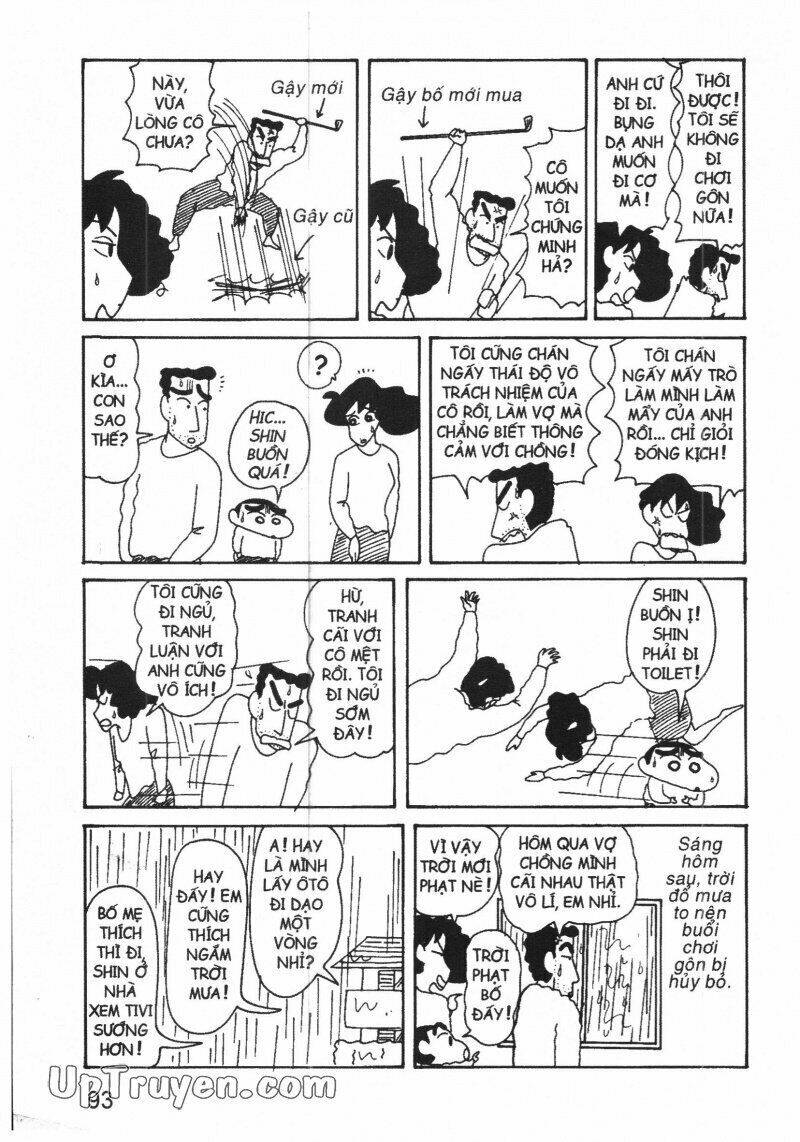 THÔI
ĐƯỢC!
TÔI SẼ
KHÔNG
ĐI
CHƠI
GÔN
NỮA!
ANH CỨ
ĐI ĐI.
BỤNG
DẠ ANH
MUỐN
ĐI CƠ
MÀ!
Gậy bố mới mua
CÔ
MUỐN
TÔI
CHỨNG
MINH
HẢ?
Gậy mới
NÀY,
VỪA
LÒNG CÔ
CHƯA?
Gậy cũ
TÔI CHÁN
NGẤY MẤY TRÒ
LÀM MÌNH LÀM
MẨY CỦA ANH
RỒI... CHỈ GIỎI
ĐÓNG KỊCH!
TÔI CŨNG CHÁN
NGẤY THÁI ĐỘ VÔ
TRÁCH NHIỆM CỦA
CÔ RỒI, LÀM VỢ MÀ
CHẲNG BIẾT THÔNG
CẢM VỚI CHỒNG!
?
HIC...
SHIN
BUỒN
QUÁ!
Ơ
KÌA...
CON
SAO
THẾ?
SHIN
BUỒN Ị!
SHIN
PHẢI ĐI
TOILET!
HỪ,
TRANH
CÃI VỚI
CÔ MỆT
RỒI. TÔI
ĐI NGỦ
SỚM
ĐÂY!
TÔI CŨNG
ĐI NGỦ,
TRANH
LUẬN VỚI
ANH CŨNG
VÔ ÍCH!
Sáng
hôm
sau, trời
đổ mưa
to nên
buổi
chơi
gôn bị
hủy bỏ.
HÔM QUA VỢ
CHỒNG MÌNH
CÃI NHAU THẬT
VÔ LÍ, EM NHỈ.
VÌ VẬY
TRỜI MỚI
PHẠT NÈ!
TRỜI
PHẠT
BỐ
ĐẤY!
A! HAY
LÀ MÌNH
LẤY ÔTÔ
ĐI DẠO
MỘT
VÒNG
NHỈ?
HAY
ĐẤY! EM
CŨNG
THÍCH
NGẮM
TRỜI
MƯA!
BỐ MẸ
THÍCH
THÌ ĐI,
SHIN Ở
NHÀ
XEM TIVI
SƯỚNG
HƠN!
UpTruyen.com
93